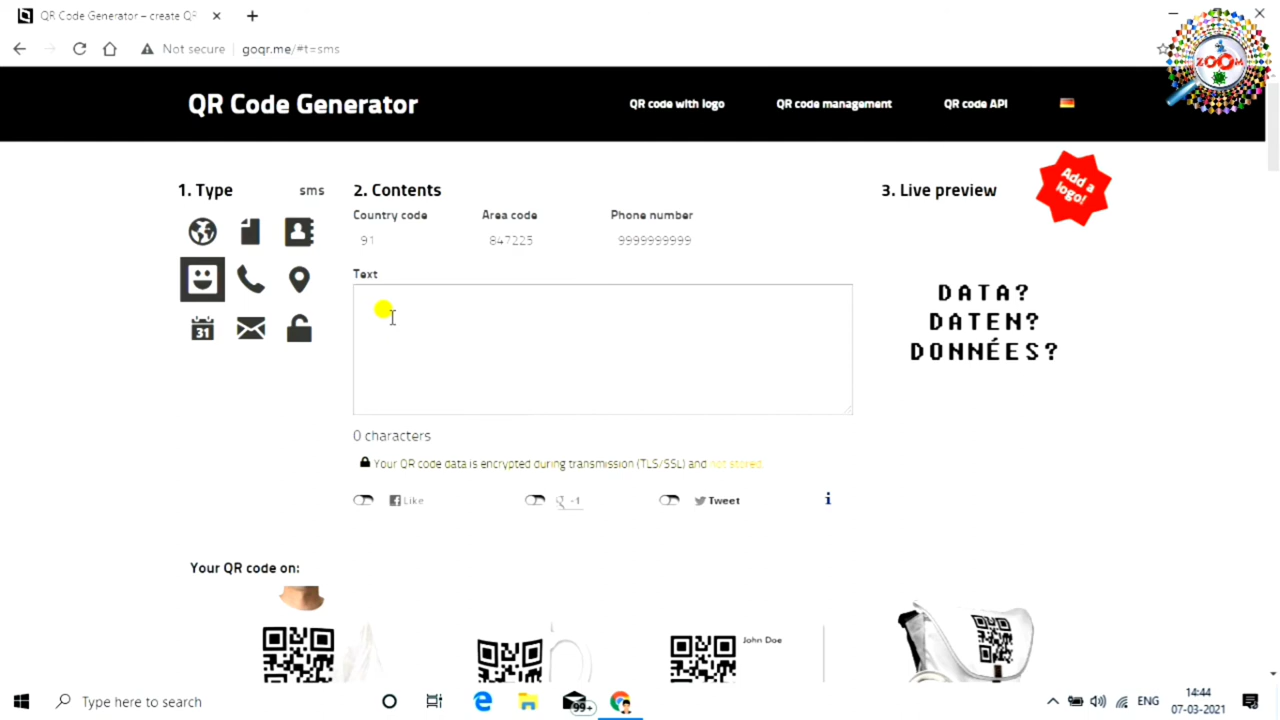 QR Code Generator – create QR
Not secure
goqr.me/#t=sms
ZOOM
QR Code Generator
QR code with logo
QR code management
QR code API
1. Type
sms
2. Contents
3. Live preview
Add a
logo!
Country code
Area code
Phone number
91
847225
9999999999
Text
31
DATA?
DATEN?
DONNÉES?
0 characters
Your QR code data is encrypted during transmission (TLS/SSL) and not stored.
Like
Tweet
i
Your QR code on:
John Doe
Type here to search
99+
ENG
14:44
07-03-2021